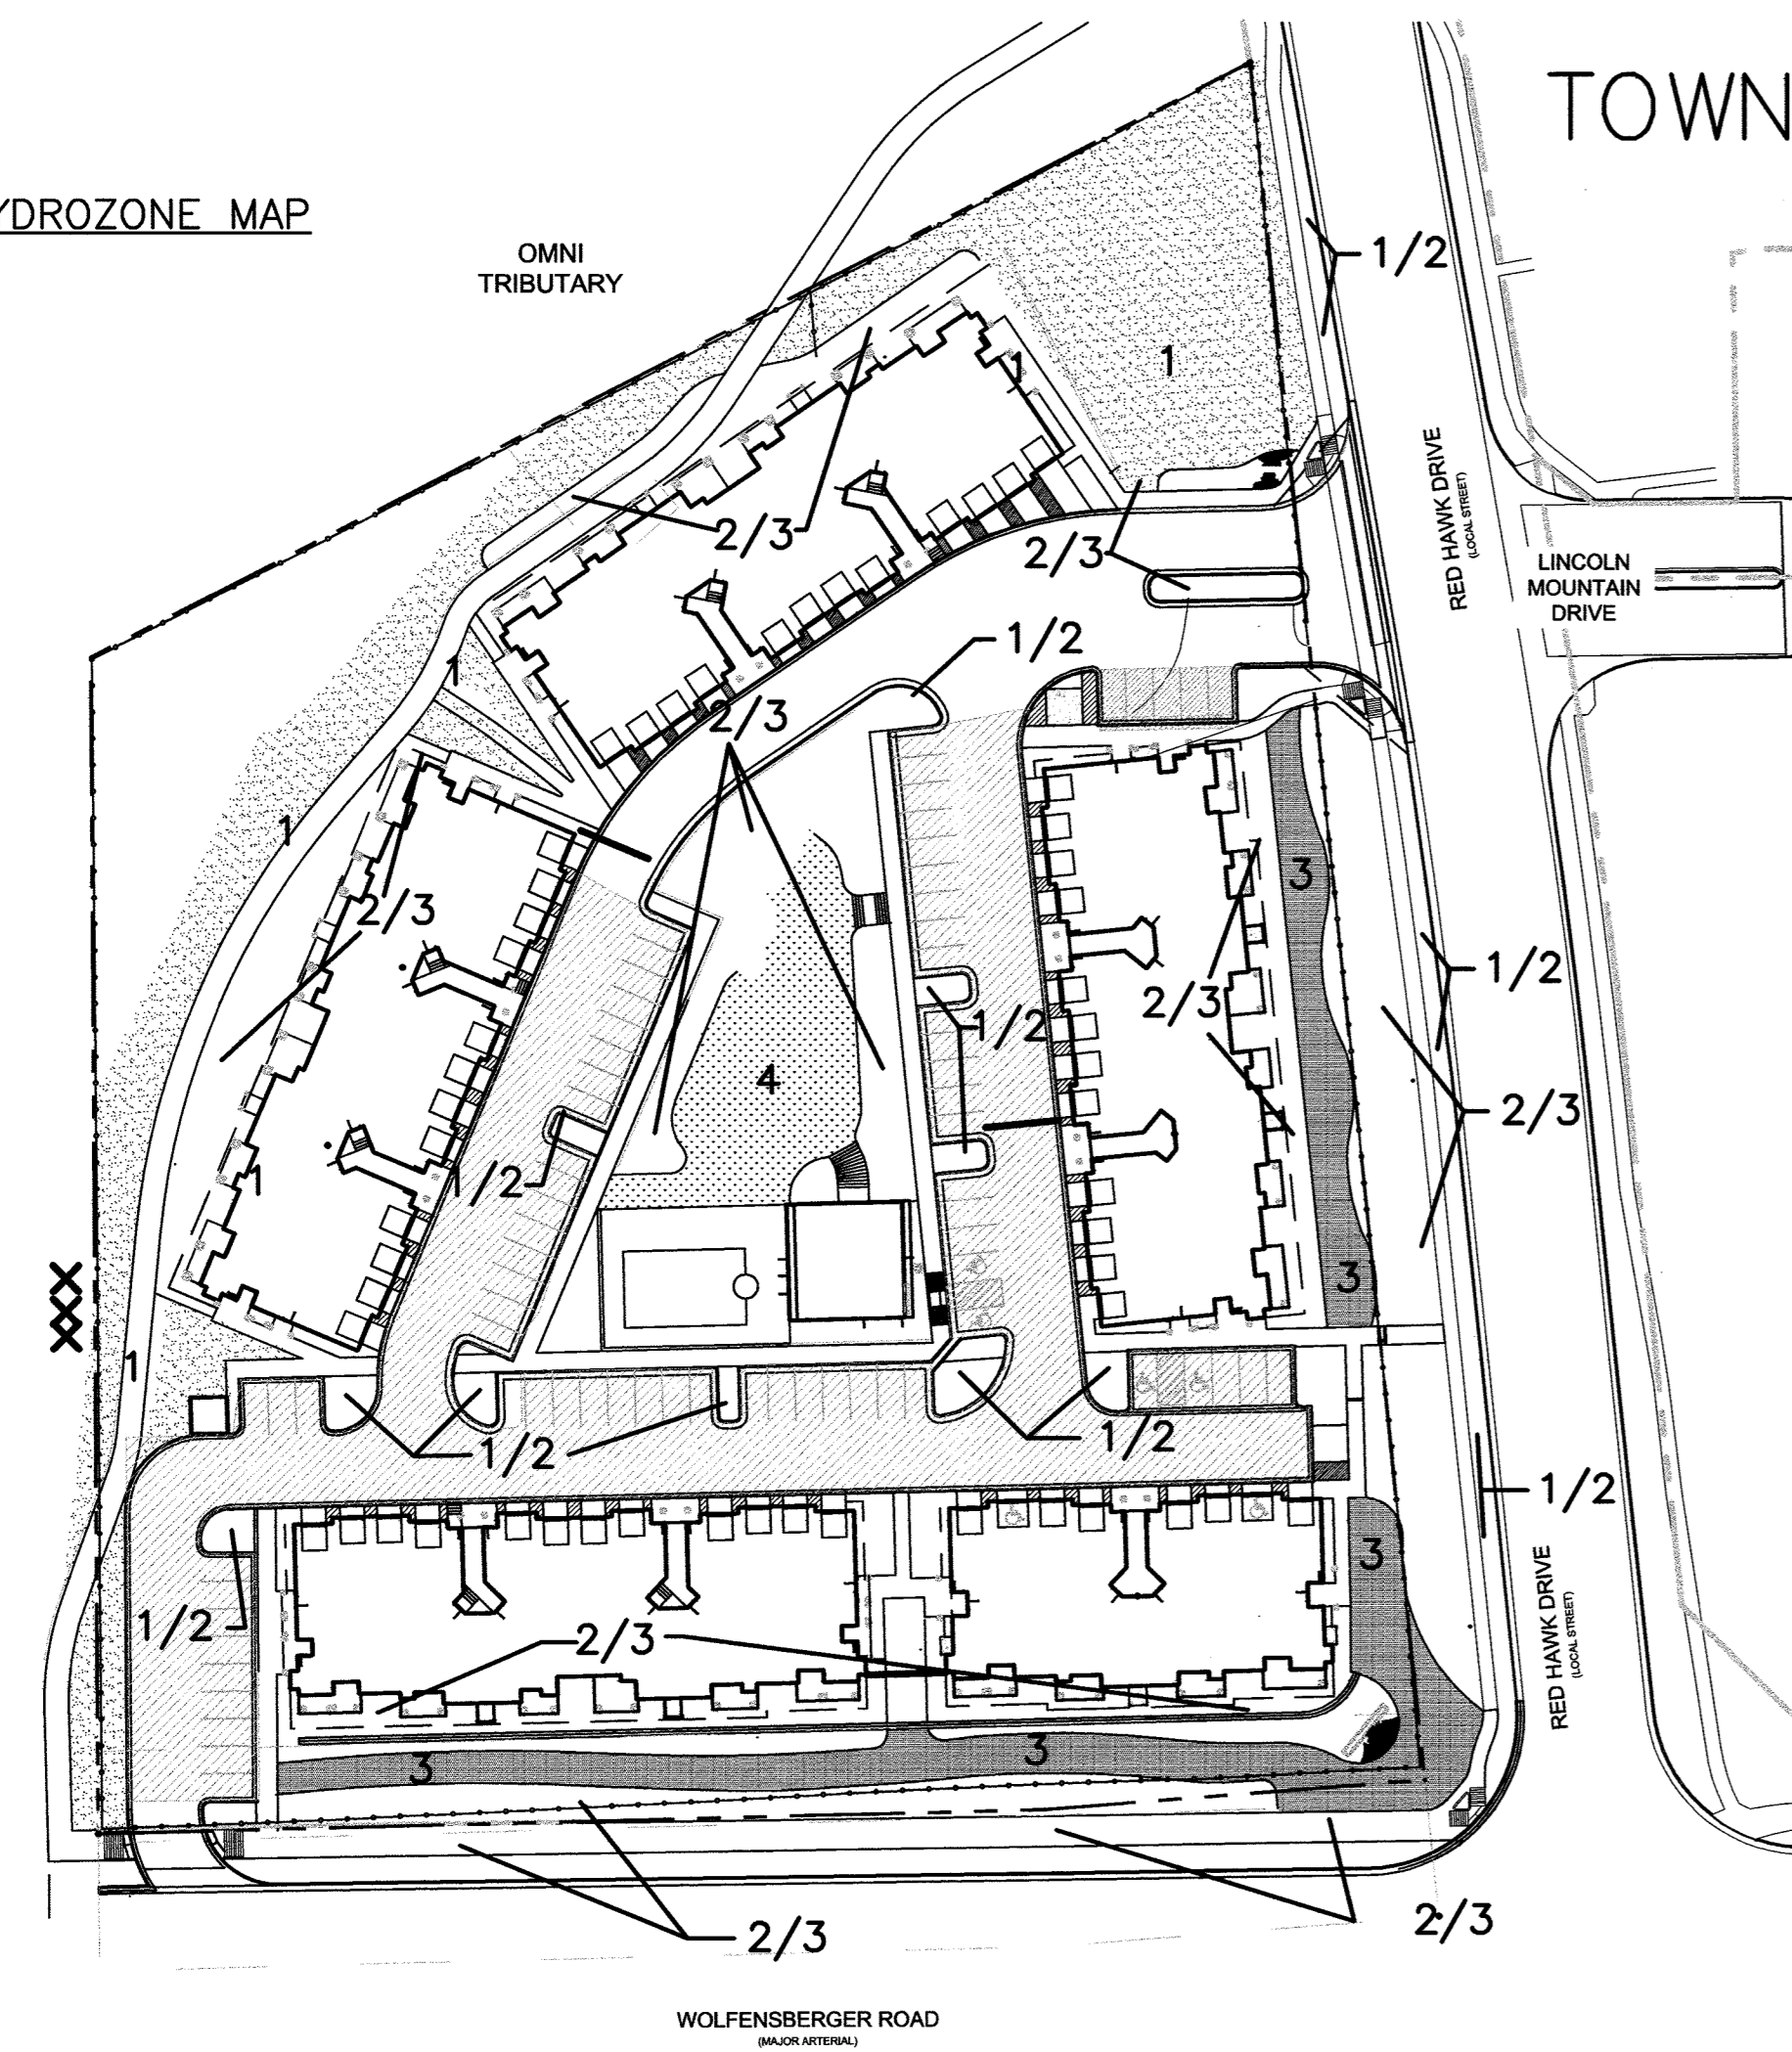 TOWN
YDROZONE MAP
OMNI
TRIBUTARY
1/2
1
1
RED HAWK DRIVE
(LOCAL STREET)
2/3
2/3
LINCOLN
MOUNTAIN
DRIVE
1/2
1
2/3
1
3
2/3
1/2
2/3
1/2
4
2/3
1
1/2
3
XXX
1
1/2
1/2
1/2
3
1/2
2/3
RED HAWK DRIVE
(LOCAL STREET)
3
3
2/3
2/3
WOLFENSBERGER ROAD
(MAJOR ARTERIAL)